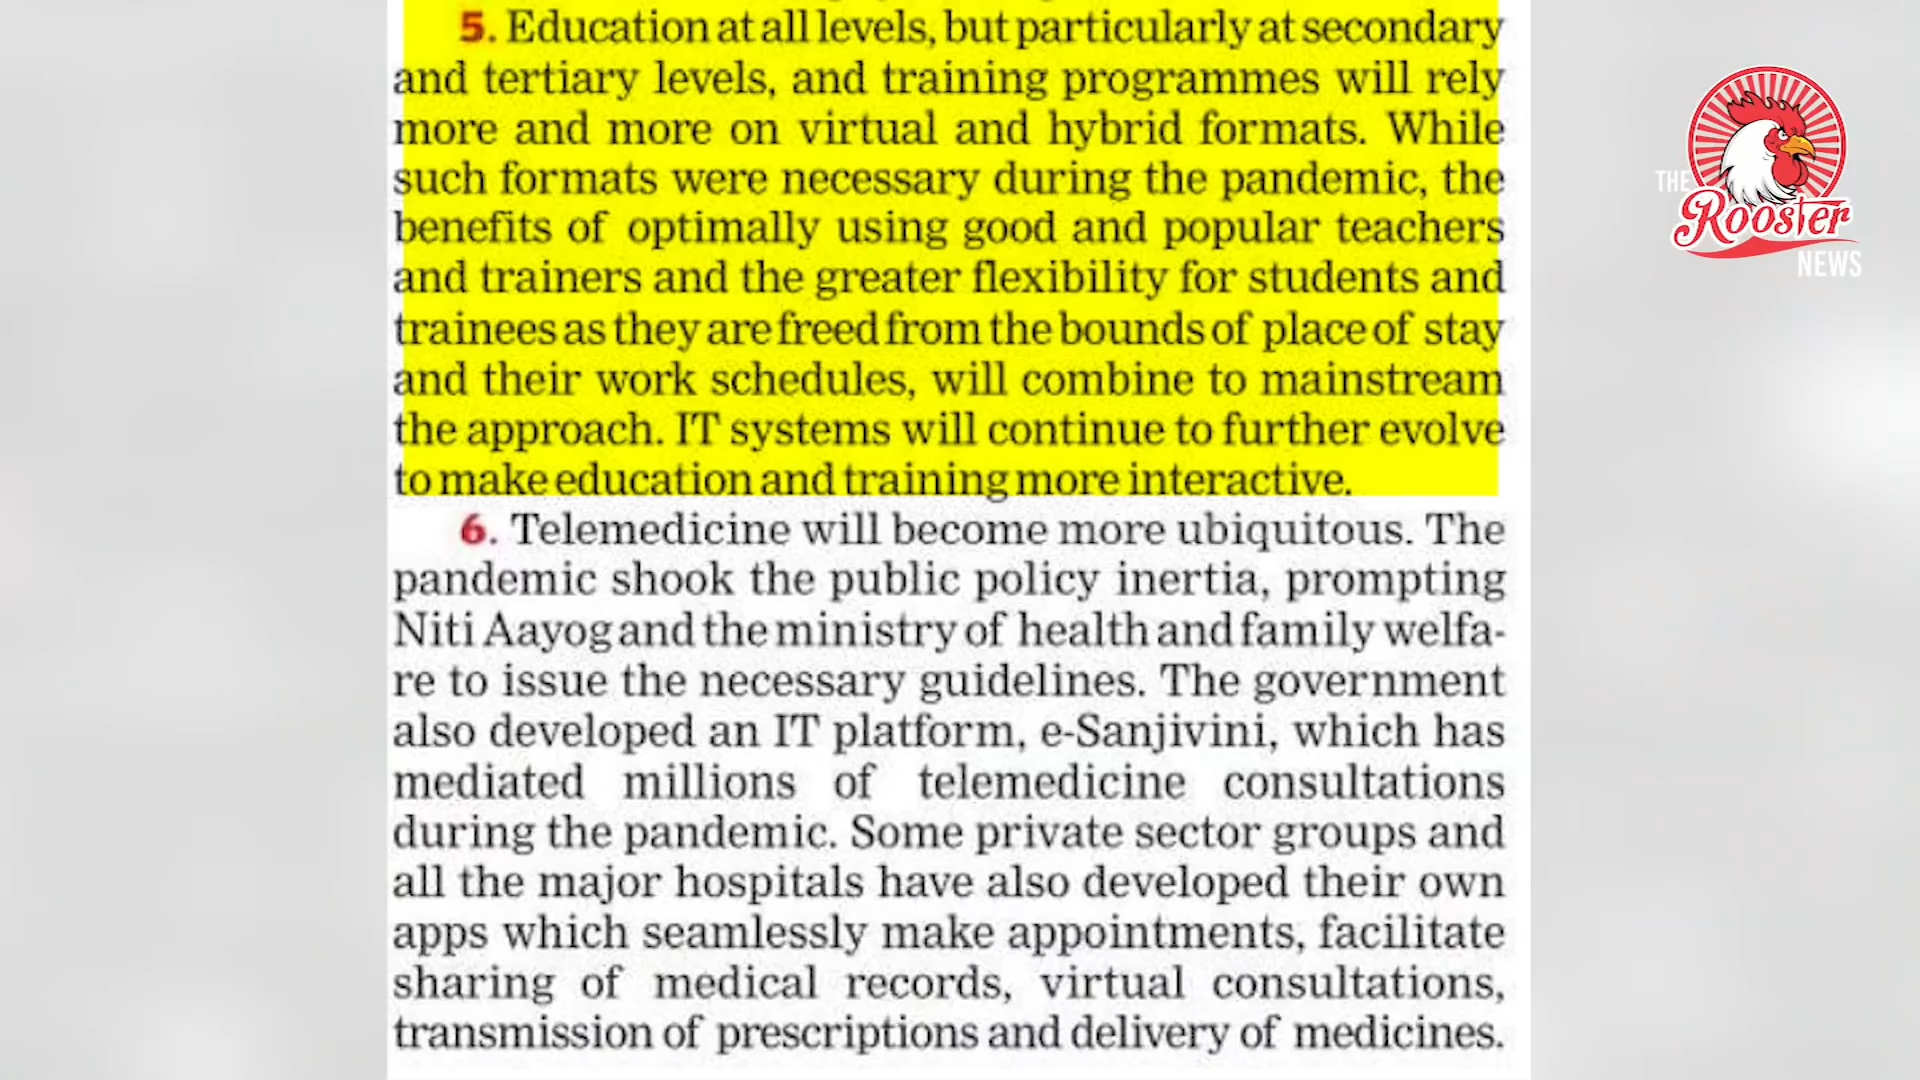 5. Education at all levels, but particularly at secondary
and tertiary levels, and training programmes will rely
more and more on virtual and hybrid formats. While
such formats were necessary during the pandemic, the
benefits of optimally using good and popular teachers
and trainers and the greater flexibility for students and
trainees as they are freed from the bounds of place of stay
and their work schedules, will combine to mainstream
the approach. IT systems will continue to further evolve
to make education and training more interactive.
6. Telemedicine will become more ubiquitous. The
pandemic shook the public policy inertia, prompting
Niti Aayog and the ministry of health and family welfa-
re to issue the necessary guidelines. The government
also developed an IT platform, e-Sanjivini, which has
mediated millions of telemedicine consultations
during the pandemic. Some private sector groups and
all the major hospitals have also developed their own
apps which seamlessly make appointments, facilitate
sharing of medical records, virtual consultations,
transmission of prescriptions and delivery of medicines.
THE
Rooster
NEWS